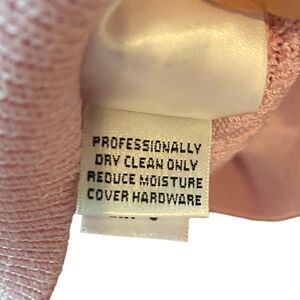 PROFESSIONALLY
DRY CLEAN ONLY
REDUCE MOISTURE
COVER HARDWARE